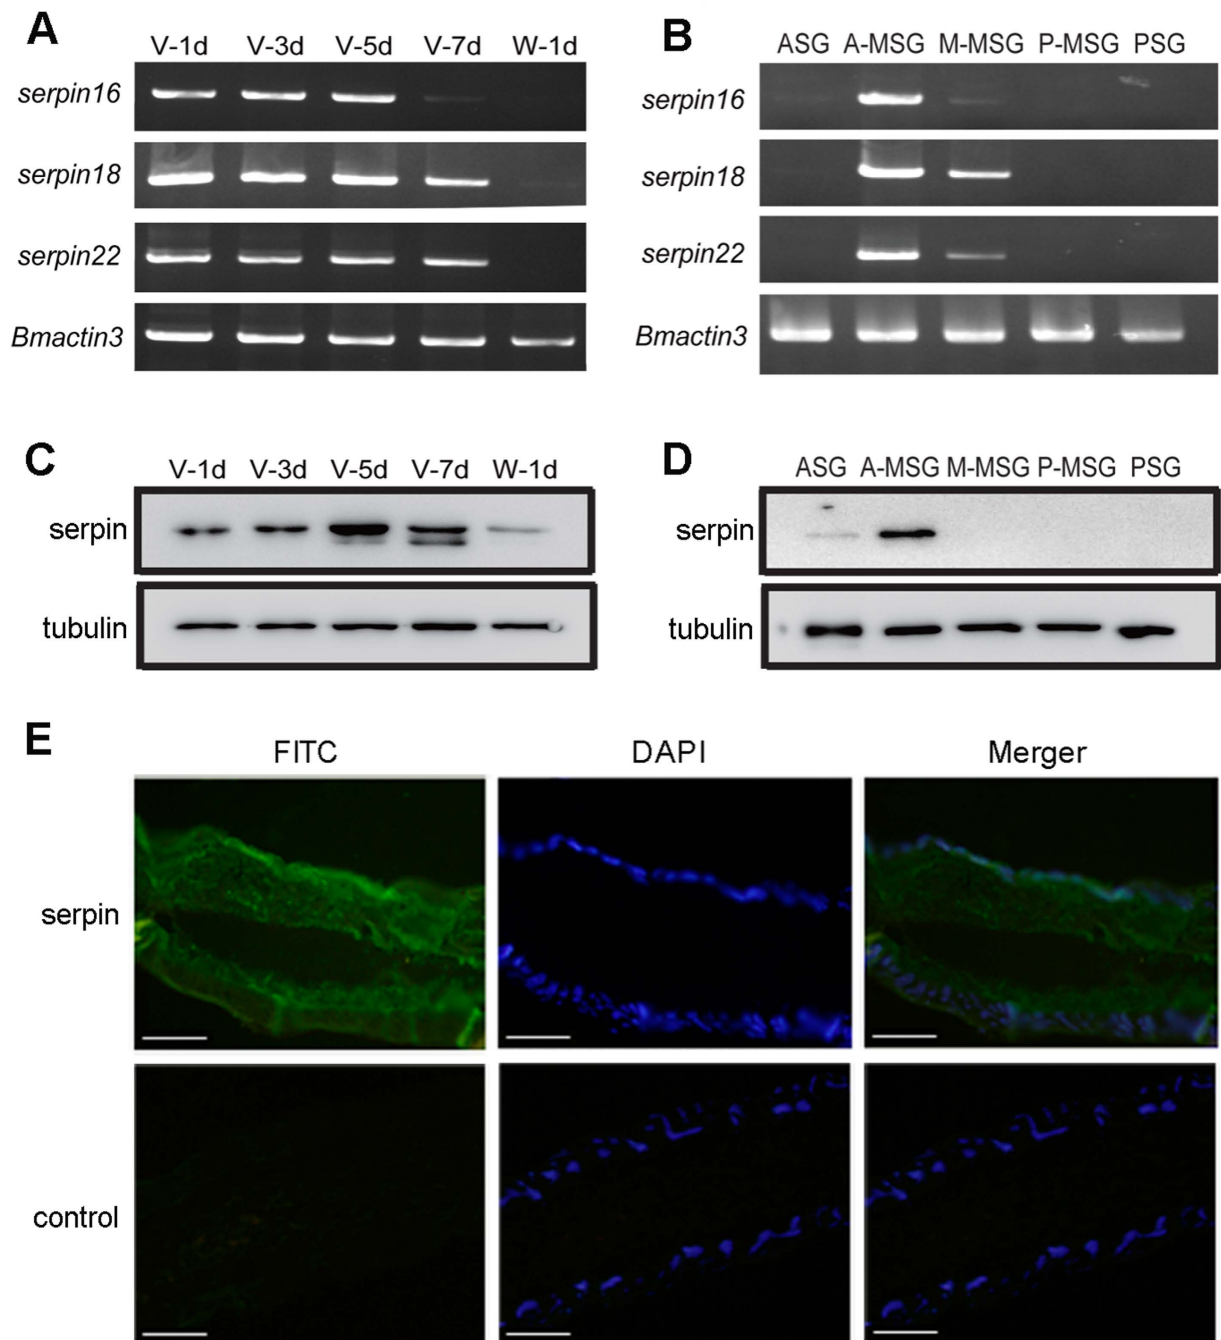 A
V-1d V-3d V-5d V-7d W-1d
serpin16
serpin18
serpin22
Bmactin3
B
ASG A-MSG M-MSG P-MSG PSG
serpin16
serpin18
serpin22
Bmactin3
C
V-1d V-3d V-5d V-7d W-1d
serpin
tubulin
D
ASG A-MSG M-MSG P-MSG PSG
serpin
tubulin
E
FITC DAPI Merger
serpin
control